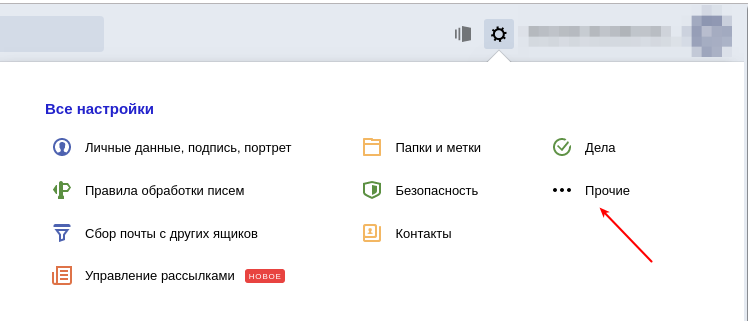 Все настройки
Личные данные, подпись, портрет
Папки и метки
Дела
Правила обработки писем
Безопасность
Прочие
Сбор почты с других ящиков
Контакты
Управление рассылками НОВОЕ